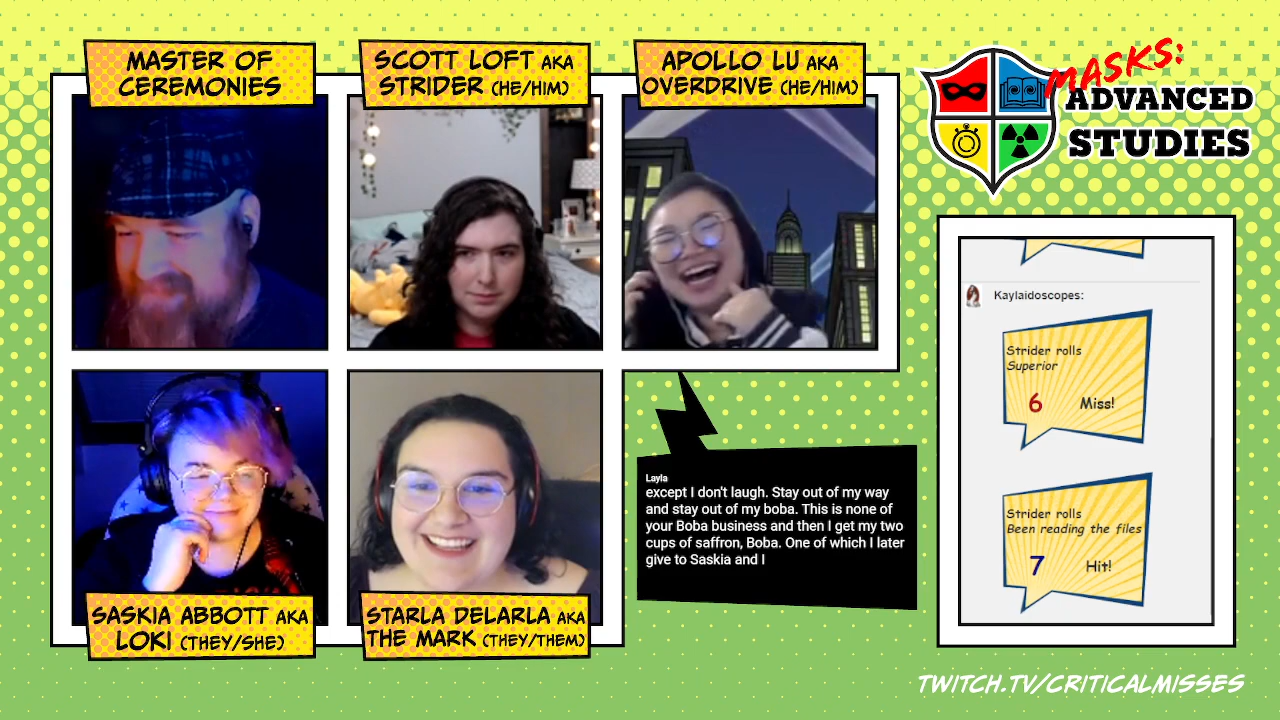 MASTER OF
CEREMONIES
SCOTT LOFT AKA
STRIDER (HE/HIM)
APOLLO LU AKA
OVERDRIVE (HE/HIM)
MASKS:
ADVANCED
STUDIES
Kaylaidoscopes:
Strider rolls
Superior
6 Miss!
Strider rolls
Been reading the files
7 Hit!
Layla
except I don't laugh. Stay out of my way
and stay out of my boba. This is none of
your Boba business and then I get my two
cups of saffron, Boba. One of which I later
give to Saskia and I
SASKIA ABBOTT AKA
LOKI (THEY/SHE)
STARLA DELARLA AKA
THE MARK (THEY/THEM)
TWITCH.TV/CRITICALMISSES